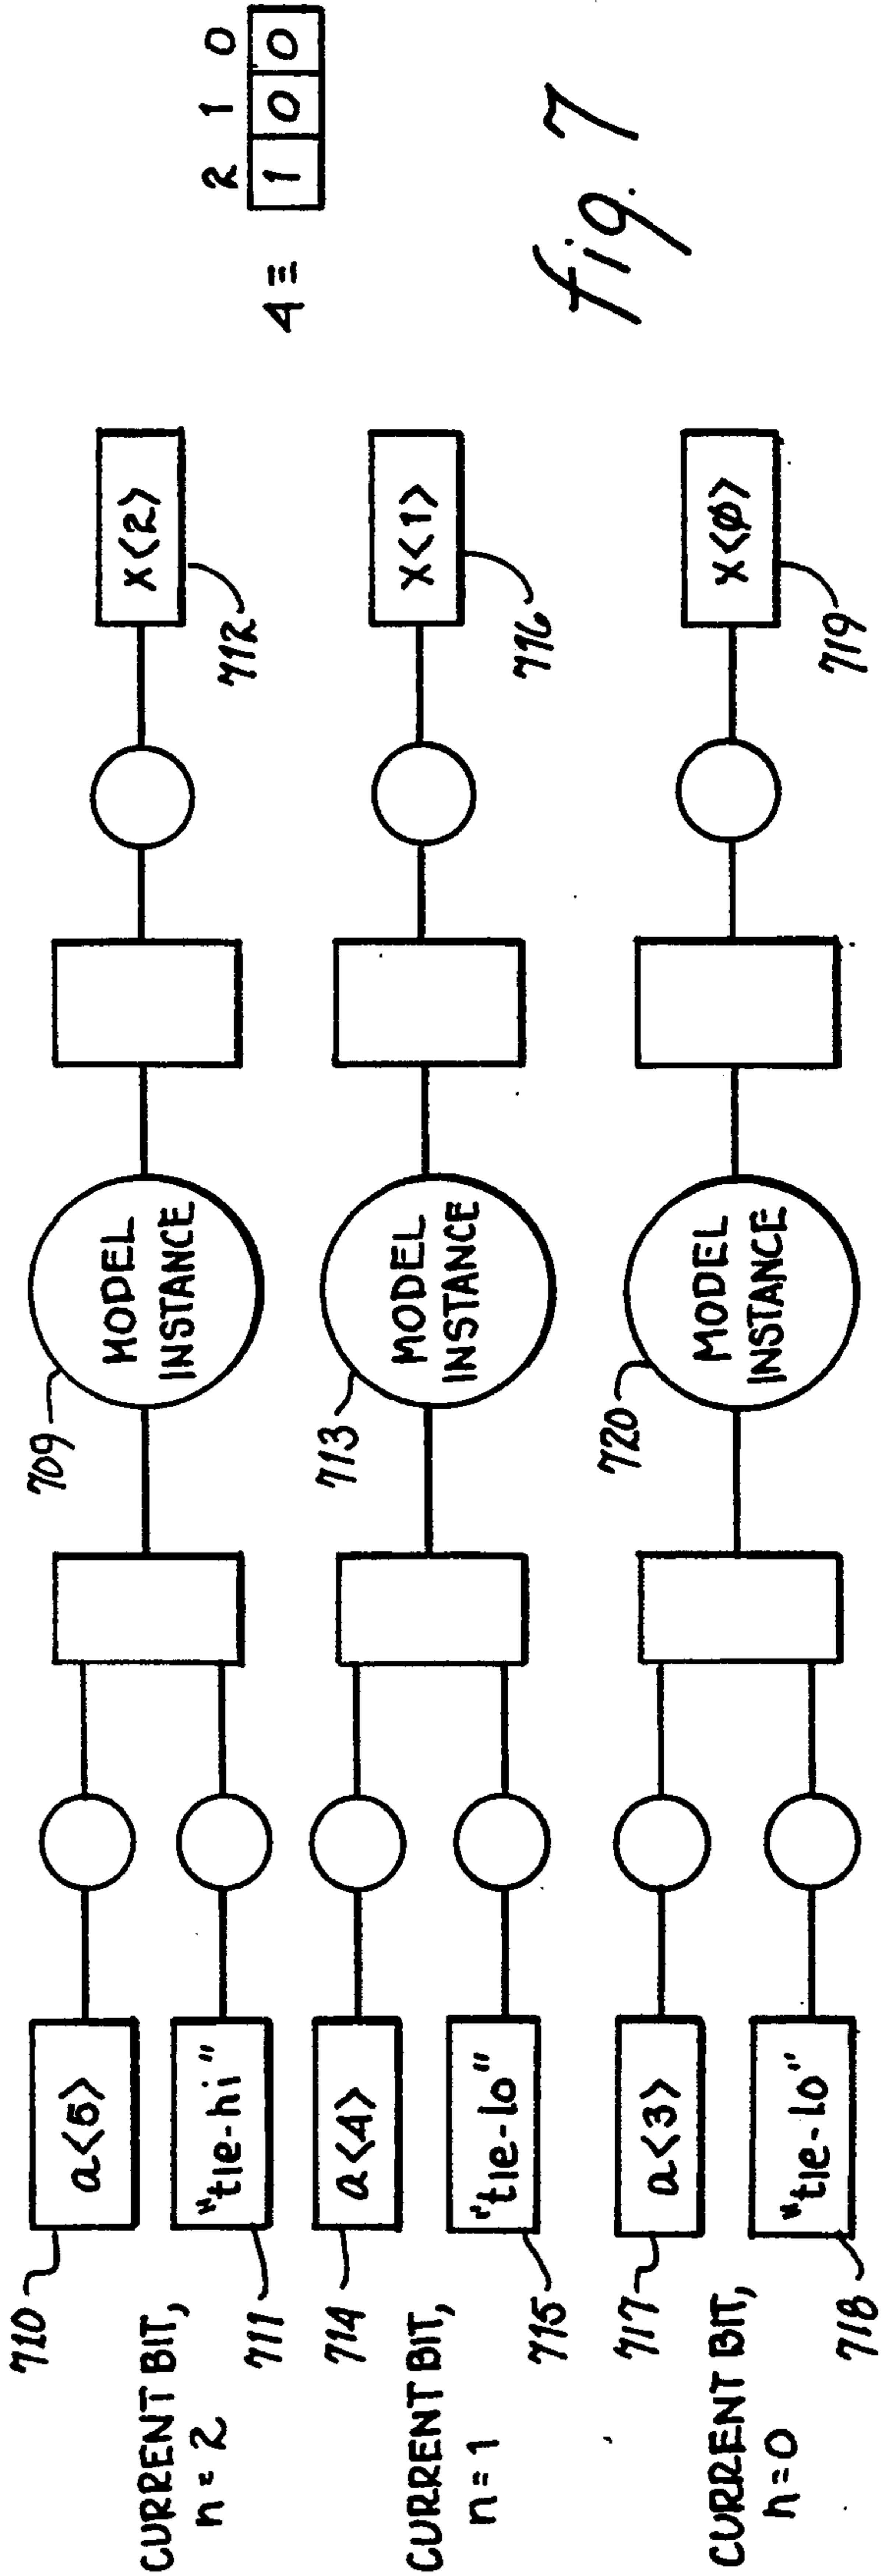 710
a<5>
CURRENT BIT,
n = 2
"tie-hi"
711
709
MODEL
INSTANCE
x<2>
712
714
a<4>
CURRENT BIT,
n = 1
"tie-lo"
715
713
MODEL
INSTANCE
x<1>
716
717
a<3>
CURRENT BIT,
n = 0
"tie-lo"
718
720
MODEL
INSTANCE
x<φ>
719
2 1 0
4 ≡ 1 0 0
fig. 7